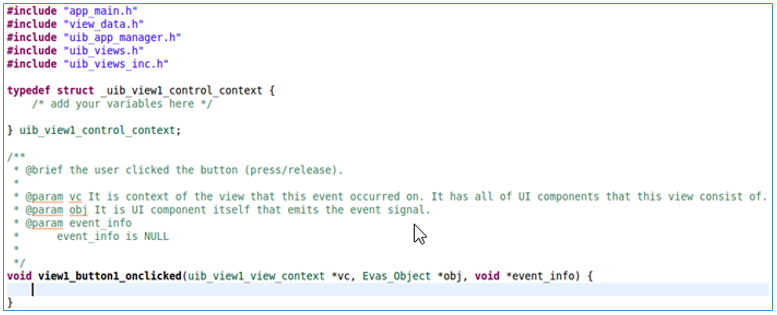 #include "app_main.h"
#include "view_data.h"
#include "uib_app_manager.h"
#include "uib_views.h"
#include "uib_views_inc.h"
typedef struct _uib_view1_control_context {
/* add your variables here */
} uib_view1_control_context;
/**
* @brief the user clicked the button (press/release).
*
* @param vc It is context of the view that this event occurred on. It has all of UI components that this view consist of.
* @param obj It is UI component itself that emits the event signal.
* @param event_info
* event_info is NULL
*
*/
void view1_button1_onclicked(uib_view1_view_context *vc, Evas_Object *obj, void *event_info) {
}